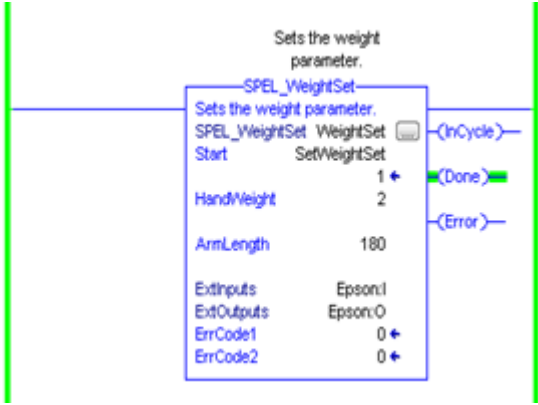 Sets the weight
parameter.
SPEL_WeightSet
Sets the weight parameter.
SPEL_WeightSet WeightSet ...
Start SetWeightSet
1
HandWeight 2
ArmLength 180
ExtInputs Epson:I
ExtOutputs Epson:O
ErrCode1 0
ErrCode2 0
(InCycle)
(Done)
(Error)